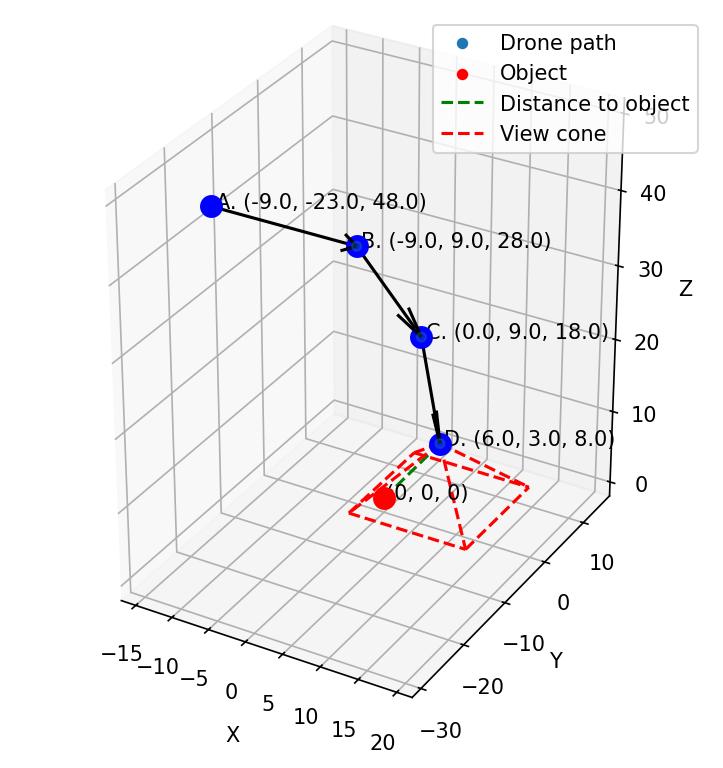 Drone path
Object
Distance to object
View cone
A. (-9.0, -23.0, 48.0)
B. (-9.0, 9.0, 28.0)
C. (0.0, 9.0, 18.0)
D. (6.0, 3.0, 8.0)
(0, 0, 0)
50
40
30
20
10
0
Z
10
0
−10
−20
−30
Y
−15
−10
−5
0
5
10
15
20
X